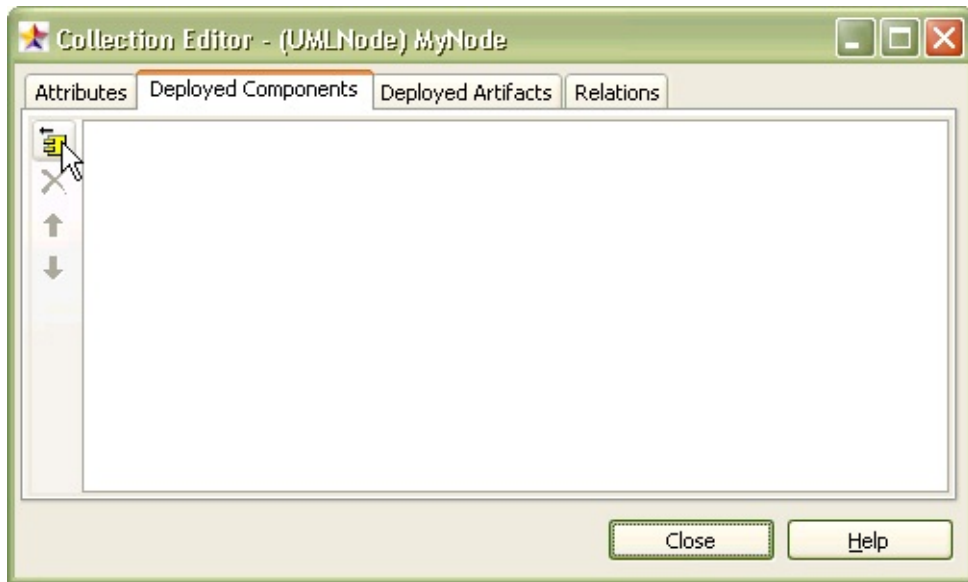 Collection Editor - (UMLNode) MyNode
Attributes Deployed Components Deployed Artifacts Relations
Close Help